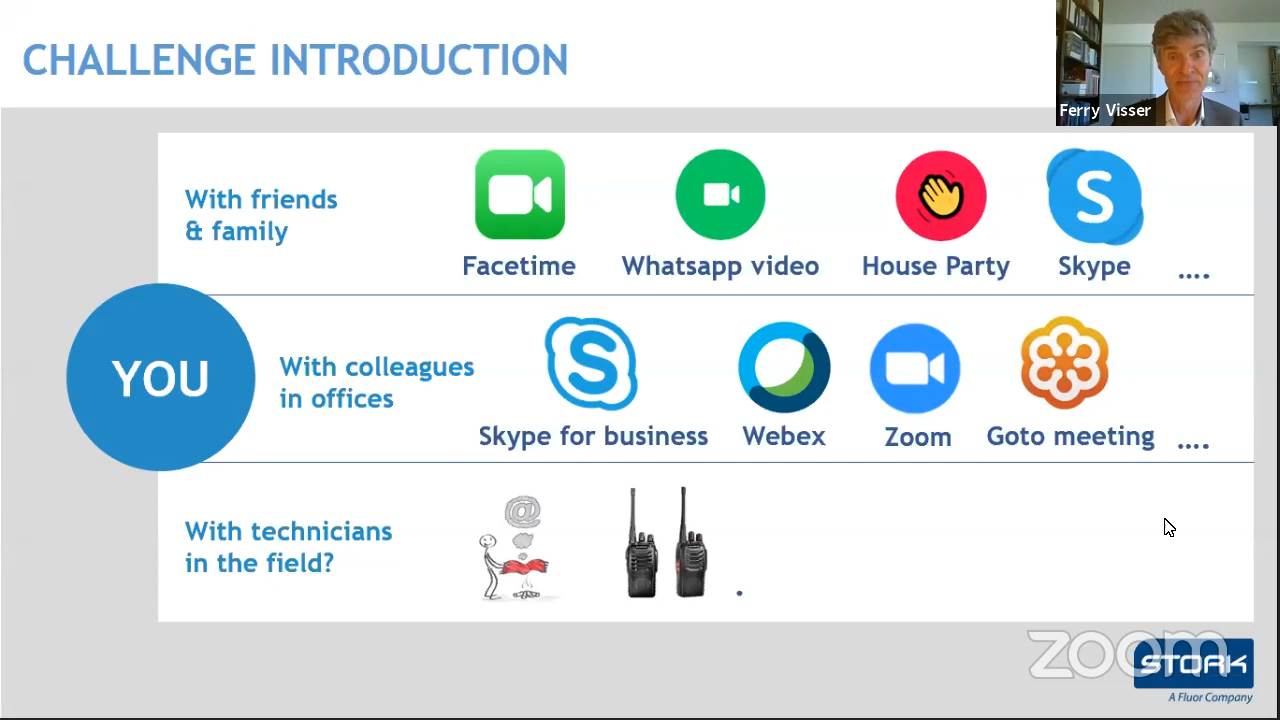 CHALLENGE INTRODUCTION
Ferry Visser
With friends
& family
Facetime
Whatsapp video
House Party
S
Skype
....
YOU
With colleagues
in offices
S
Skype for business
Webex
Zoom
Goto meeting
....
With technicians
in the field?
@
.
zoom
STORK
A Fluor Company